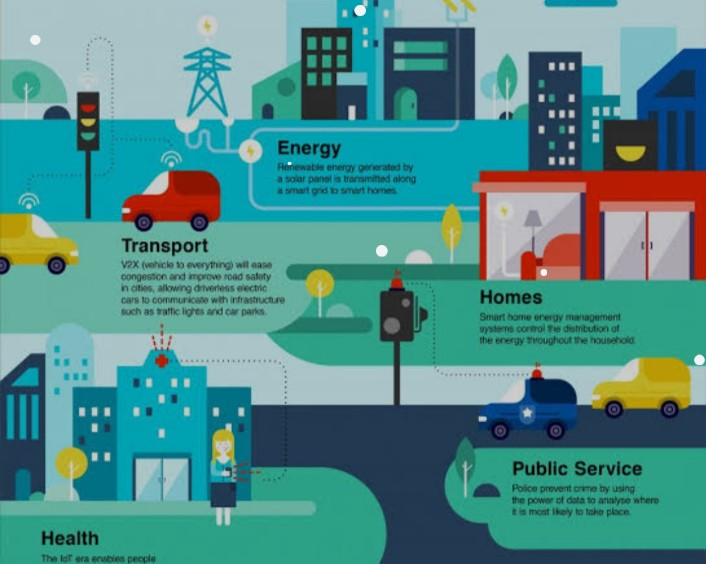 Energy
Renewable energy generated by
a solar panel is transmitted along
a smart grid to smart homes.
Transport
V2X (vehicle to everything) will ease
congestion and improve road safety
in cities, allowing driverless electric
cars to communicate with infrastructure
such as traffic lights and car parks.
Homes
Smart home energy management
systems control the distribution of
the energy throughout the household.
Public Service
Police prevent crime by using
the power of data to analyse where
it is most likely to take place.
Health
The IoT era enables people